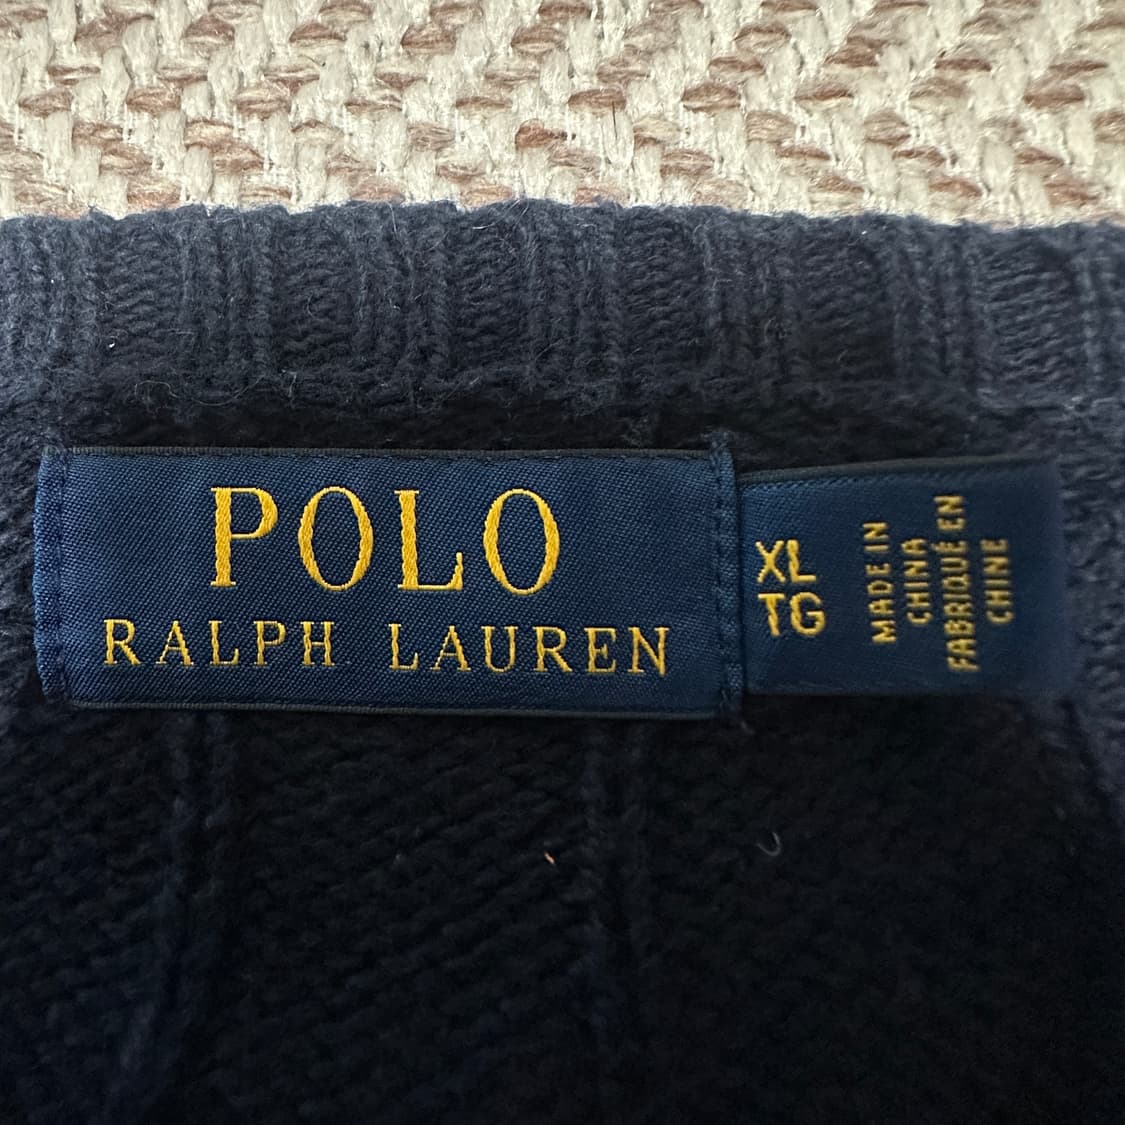 POLO
RALPH LAUREN
XL
TG
MADE IN
CHINA
FABRIQUÉ EN
CHINE